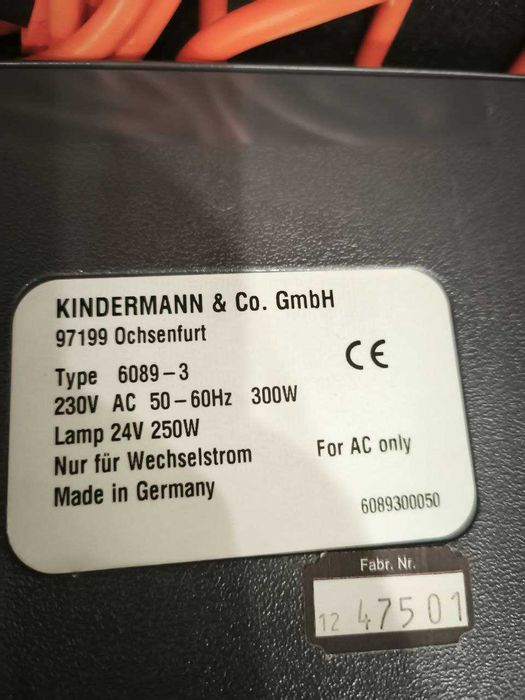 KINDERMANN & Co. GmbH
97199 Ochsenfurt
CE
Type 6089-3
230V AC 50-60Hz 300W
Lamp 24V 250W
Nur für Wechselstrom For AC only
Made in Germany
6089300050
Fabr. Nr.
12 47501